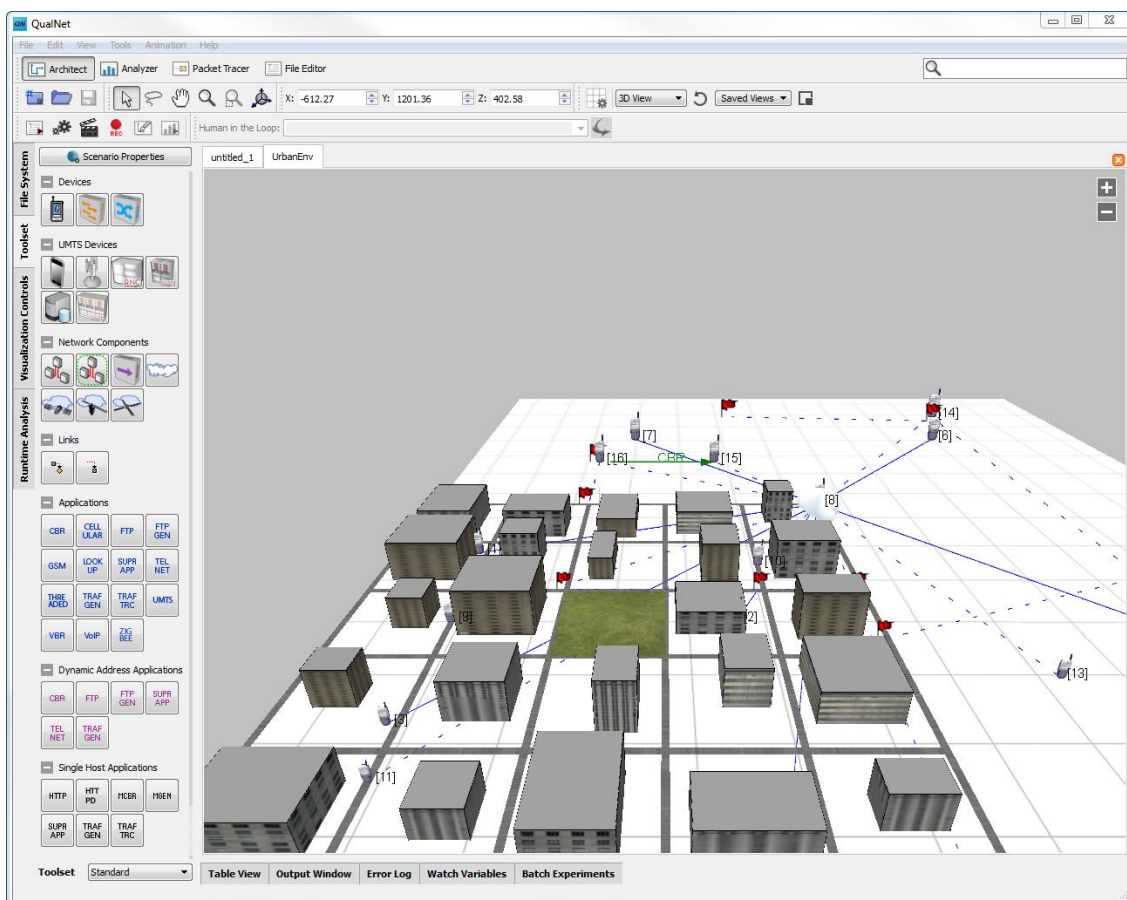 QualNet
File Edit View Tools Animation Help
Architect Analyzer Packet Tracer File Editor
X: -612.27 Y: 1201.36 Z: 402.58 3D View Saved Views
REC Human in the Loop:
File System
Toolset
Visualization Controls
Runtime Analysis
Scenario Properties
untitled_1 UrbanEnv
Devices
UMTS Devices
RNC
Network Components
Links
Applications
CBR CELL ULAR FTP FTP GEN
GSM LOOK UP SUPR APP TEL NET
THRE ADED TRAF GEN TRAF TRC UMTS
VBR VoIP ZIG BEE
Dynamic Address Applications
CBR FTP FTP GEN SUPR APP
TEL NET TRAF GEN
Single Host Applications
HTTP HTT PD MCBR MGEN
SUPR APP TRAF GEN TRAF TRC
Toolset Standard
[14]
[7] [6]
[16] CBR [15]
[8]
[10]
[9] 2]
[13]
[3]
[11]
Table View Output Window Error Log Watch Variables Batch Experiments